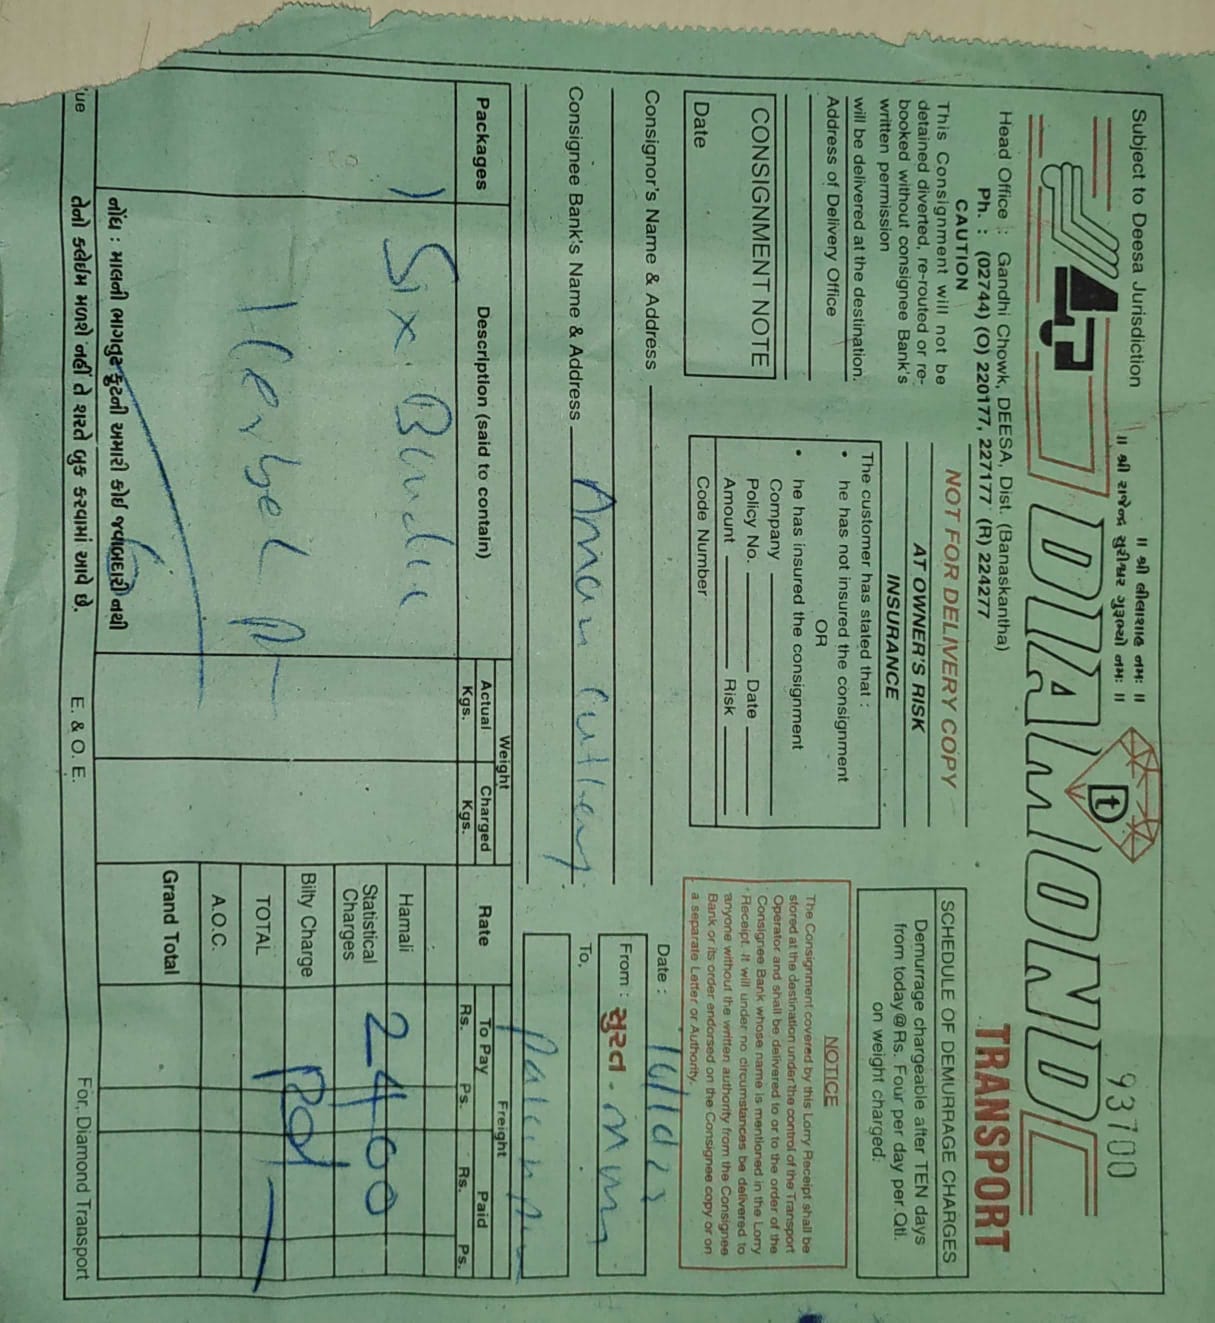 Subject to Deesa Jurisdiction
॥ શ્રી લીલાશાહ નમઃ ॥
॥ શ્રી રાજેન્દ્ર સુરીશ્વર ગુરૂભ્યો નમઃ ॥
93700
DIAMOND
TRANSPORT
Head Office : Gandhi Chowk, DEESA, Dist. (Banaskantha)
Ph. : (02744) (O) 220177, 227177 (R) 224277
CAUTION
This Consignment will not be
detained diverted, re-routed or re-
booked without consignee Bank's
written permission
will be delivered at the destination.
Address of Delivery Office
CONSIGNMENT NOTE
Date
NOT FOR DELIVERY COPY
AT OWNER'S RISK
INSURANCE
The customer has stated that :
• he has not insured the consignment
OR
• he has insured the consignment
Company
Policy No. Date
Amount Risk
Code Number
SCHEDULE OF DEMURRAGE CHARGES
Demurrage chargeable after TEN days
from today@Rs. Four per day per.Qtl.
on weight charged.
NOTICE
The Consignment covered by this Lorry Receipt shall be
stored at the destination under the control of the Transport
Operator and shall be delivered to or to the order of the
Consignee Bank whose name is mentioned in the Lorry
Receipt. It will under no circumstances be delivered to
anyone without the written authority from the Consignee
Bank or its order endorsed on the Consignee copy or on
a separate Letter or Authority.
Consignor's Name & Address
Date :
From : સુરત -
Consignee Bank's Name & Address Aman Cutlery
To,
Packages
Description (said to contain)
Weight
Actual Kgs.
Charged Kgs.
Rate
Freight
To Pay
Rs. Ps.
Paid
Rs. Ps.
Six Bundle
Hamali
Statistical Charges 2400
Bilty Charge Pd
TOTAL
A.O.C.
Grand Total
નોંધ : માલની ભાગતુટ ફુટની અમારી કોઈ જવાબદારી નથી
તેનો કલેઈમ મળશે નહીં તે શરતે બુક કરવામાં આવે છે.
E. & O. E.
For, Diamond Transport